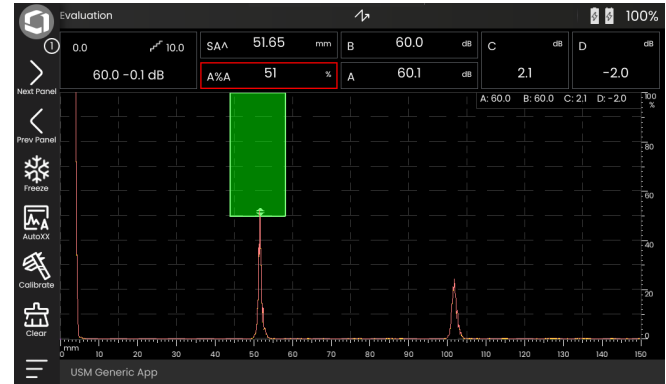 Evaluation
100%
1
0.0 10.0
60.0 -0.1 dB
SA^ 51.65 mm
A%A 51 %
B 60.0 dB
A 60.1 dB
C dB
2.1
D dB
-2.0
A: 60.0 B: 60.0 C: 2.1 D: -2.0
Next Panel
Prev Panel
Freeze
AutoXX
Calibrate
Clear
100
%
80
60
40
20
0
mm
0 10 20 30 40 50 60 70 80 90 100 110 120 130 140 150
USM Generic App